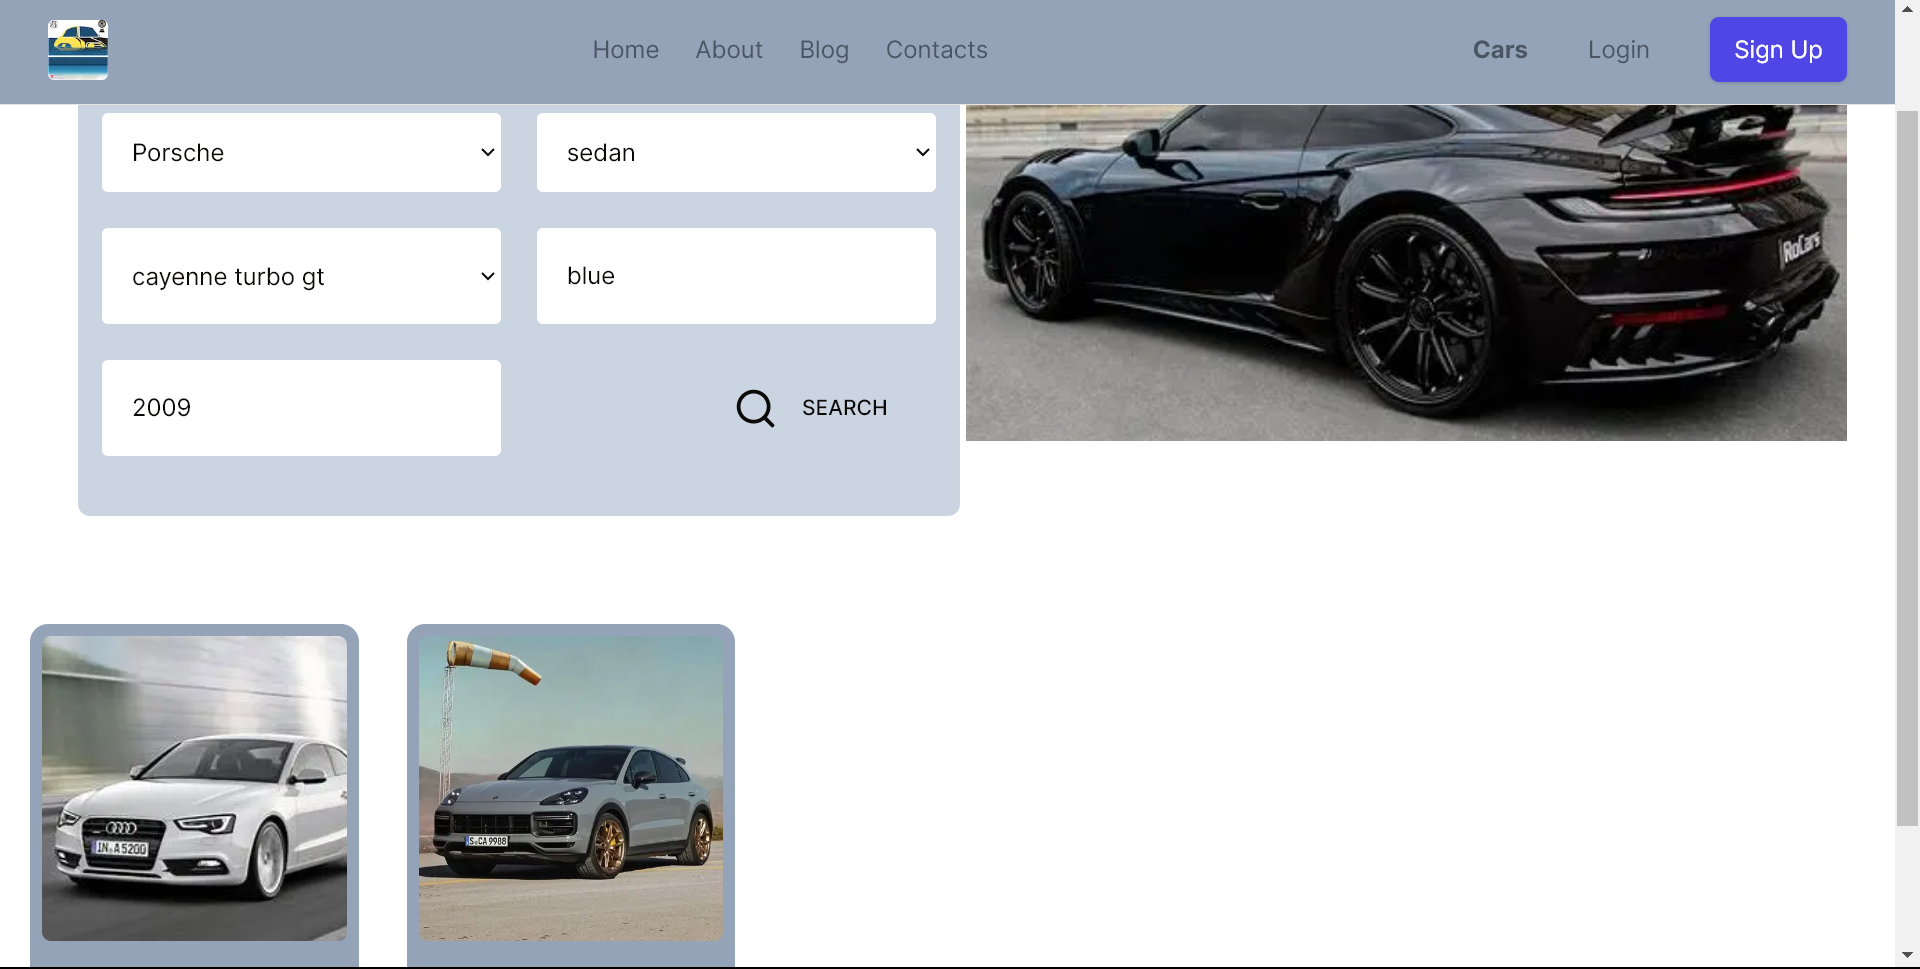 Home About Blog Contacts Cars Login Sign Up
Porsche sedan
cayenne turbo gt blue
2009 SEARCH
RoCars
IN A 5200
S CA 9988